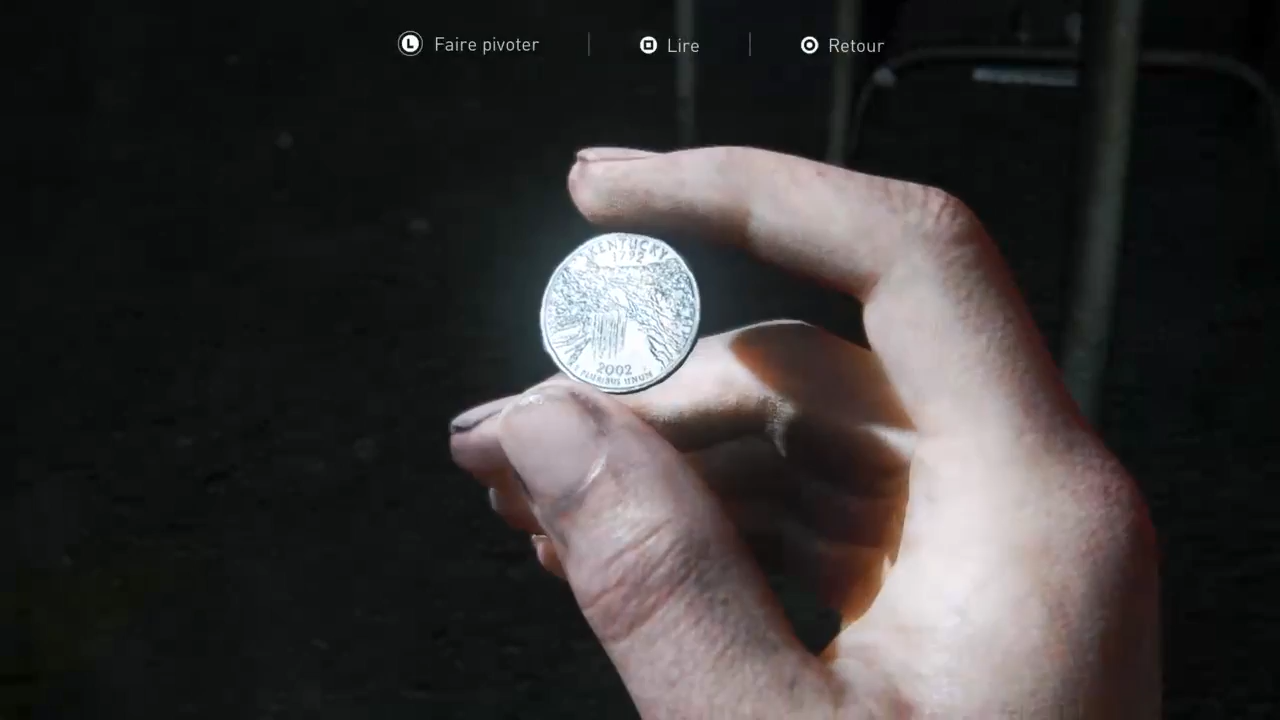 L Faire pivoter
Lire
Retour
KENTUCKY
1792
2002
E PLURIBUS UNUM